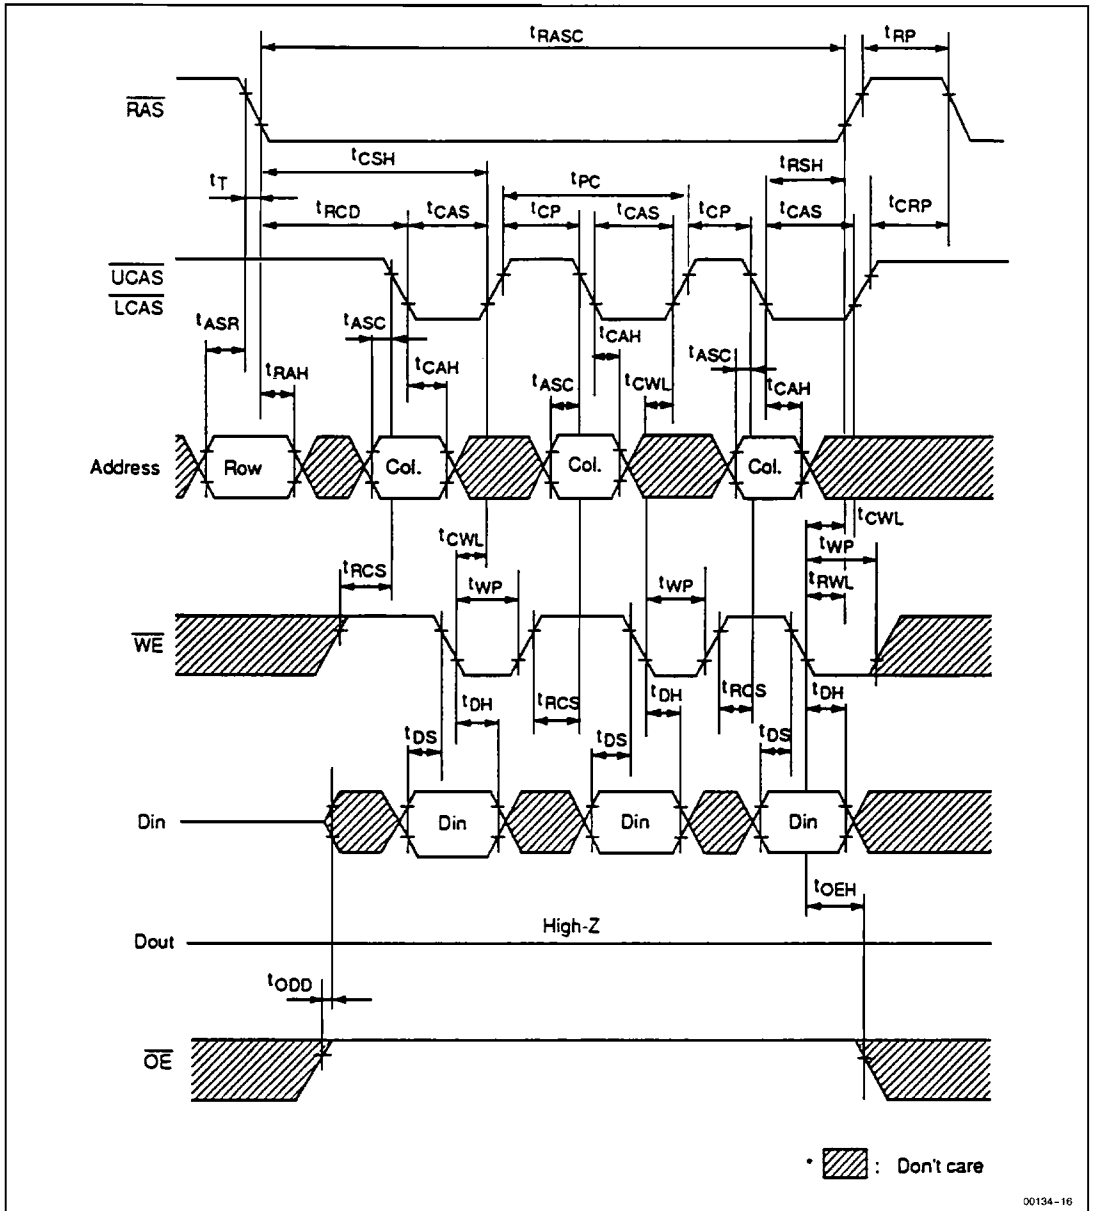 tRASC tRP
RAS
tCSH tRSH
tT tPC
tRCD tCAS tCP tCAS tCP tCAS tCRP
UCAS
LCAS
tASR tASC tCAH tASC
tRAH tCAH tASC tCWL tCAH
Address Row Col. Col. Col.
tCWL tCWL
tRCS tWP tWP tWP
tRWL
WE
tDH tRCS tDH tRCS tDH
tDS tDS tDS
Din Din Din Din
tOEH
High-Z
Dout
tODD
OE
* : Don't care
00134-16